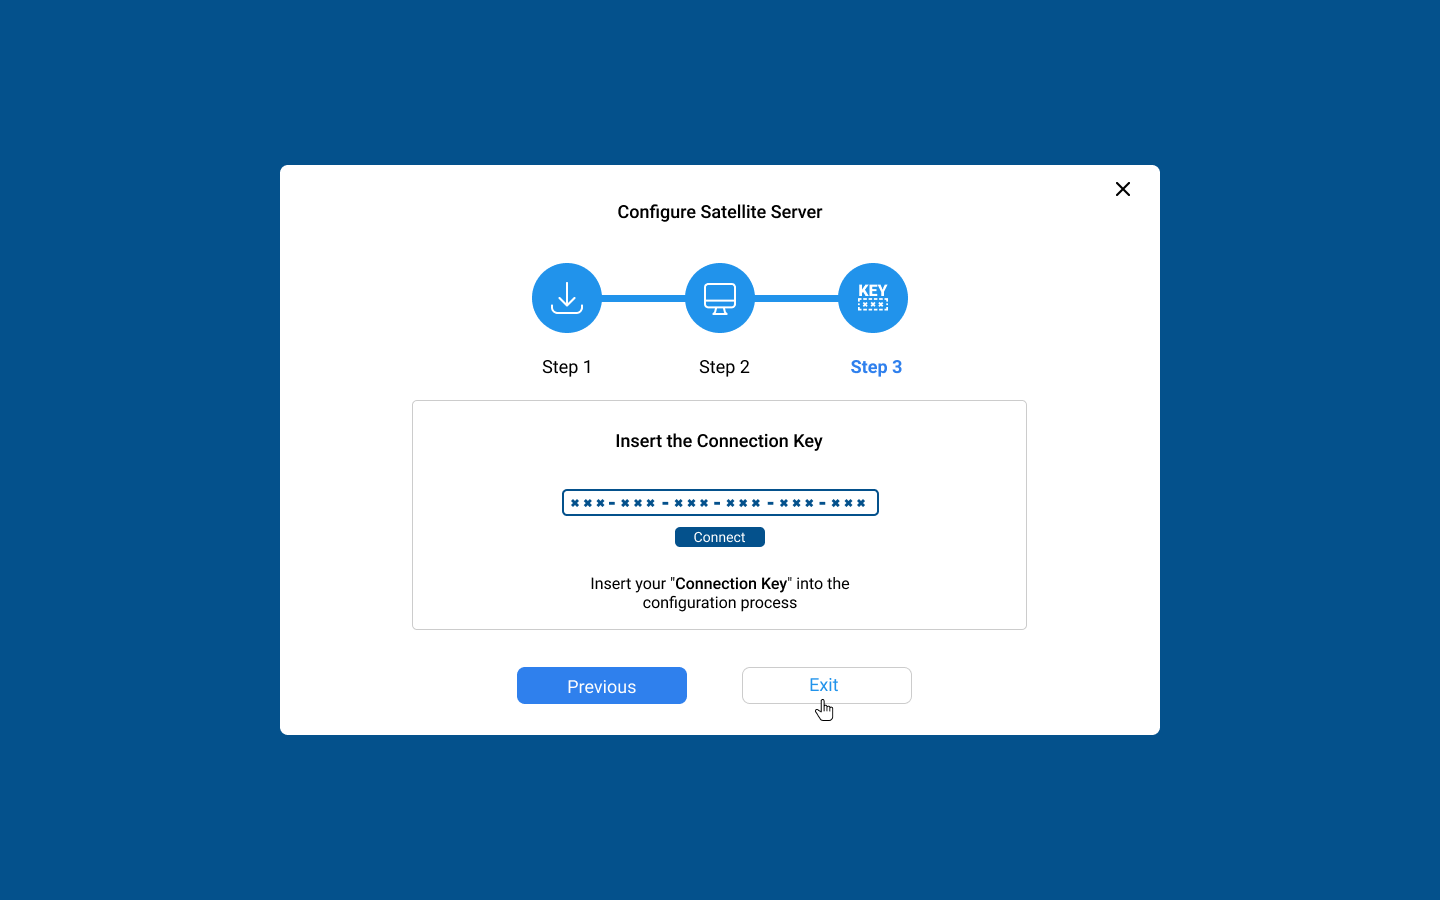 Configure Satellite Server
KEY
×××
Step 1
Step 2
Step 3
Insert the Connection Key
×××-×××-×××-×××-×××-×××
Connect
Insert your "Connection Key" into the
configuration process
Previous
Exit